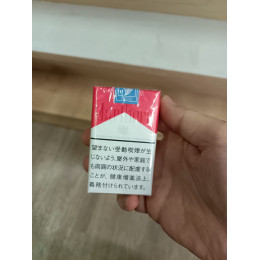 Marlboro
望まない受動喫煙が生
じないよう、屋外や家庭で
も周囲の状況に配慮する
ことが、健康増進法上、
義務付けられています。